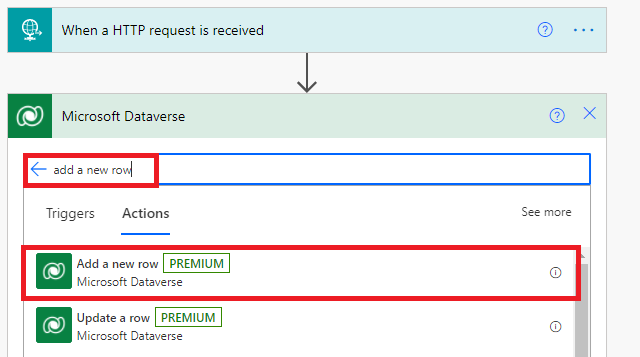 When a HTTP request is received
Microsoft Dataverse
add a new row
Triggers Actions See more
Add a new row PREMIUM
Microsoft Dataverse
Update a row PREMIUM
Microsoft Dataverse